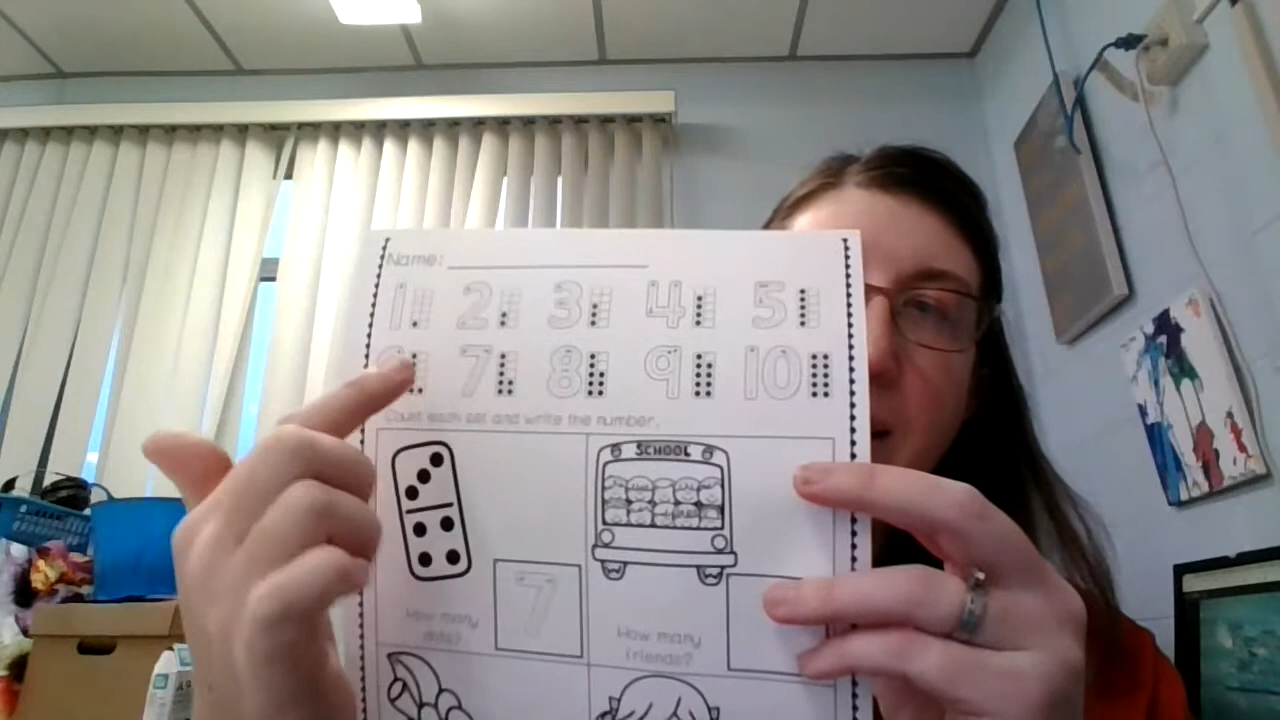 Name:
1 2 3 4 5
7 8 9 10
Count each set and write the number.
SCHOOL
How many dots?
7
How many friends?